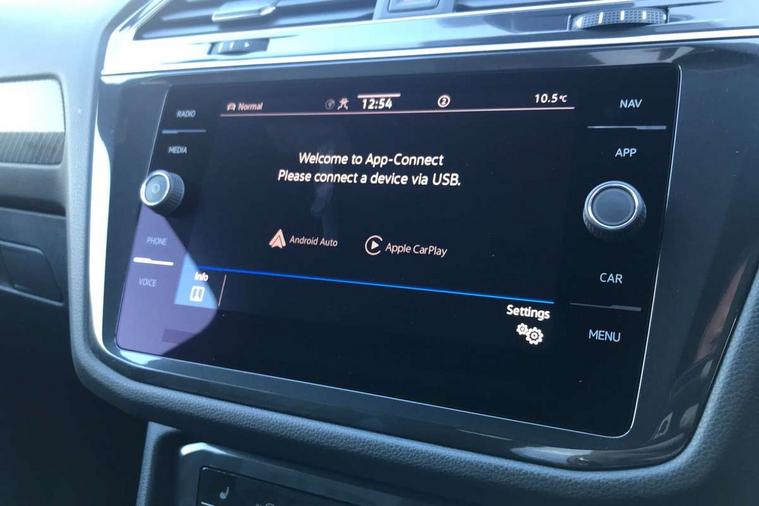 RADIO
MEDIA
PHONE
VOICE
Normal
12:54
2
10.5°C
Welcome to App-Connect
Please connect a device via USB.
Android Auto
Apple CarPlay
Info
Settings
NAV
APP
CAR
MENU